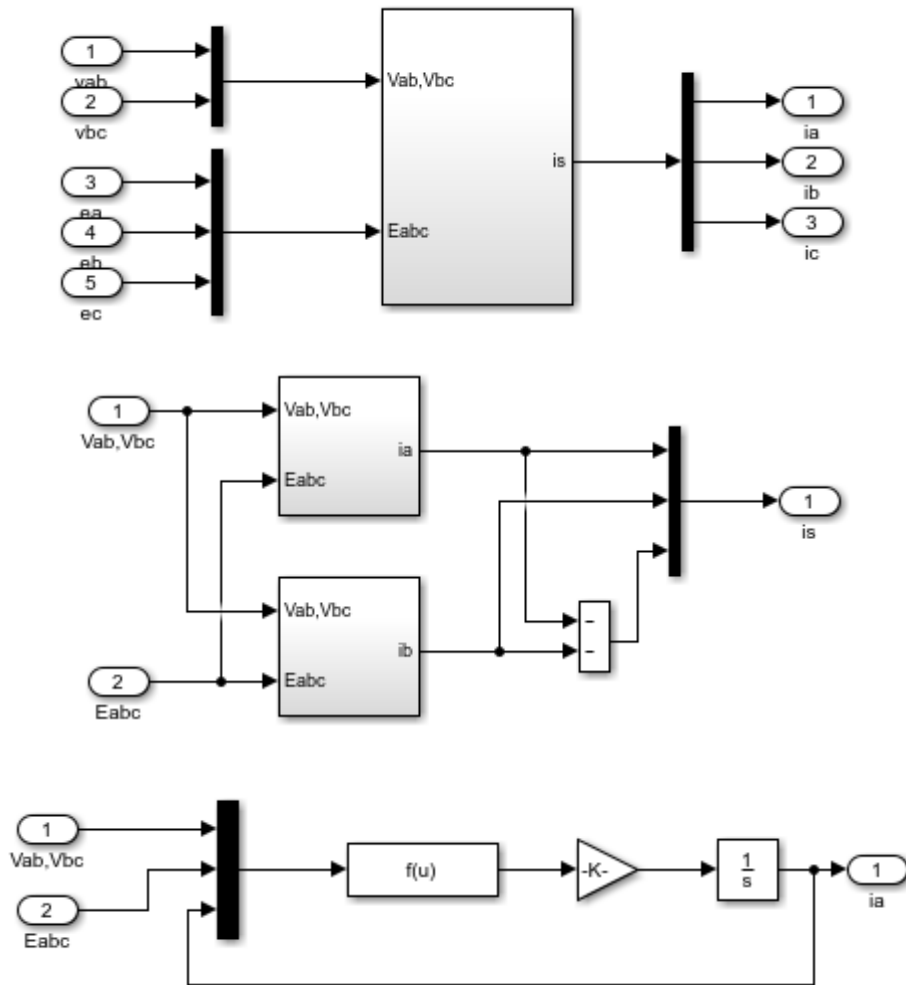 1
vab
2
vbc
3
ea
4
eb
5
ec
Vab,Vbc
Eabc
is
1
ia
2
ib
3
ic
1
Vab,Vbc
2
Eabc
Vab,Vbc
Eabc
ia
Vab,Vbc
Eabc
ib
-
-
1
is
1
Vab,Vbc
2
Eabc
f(u)
-K-
1
s
1
ia